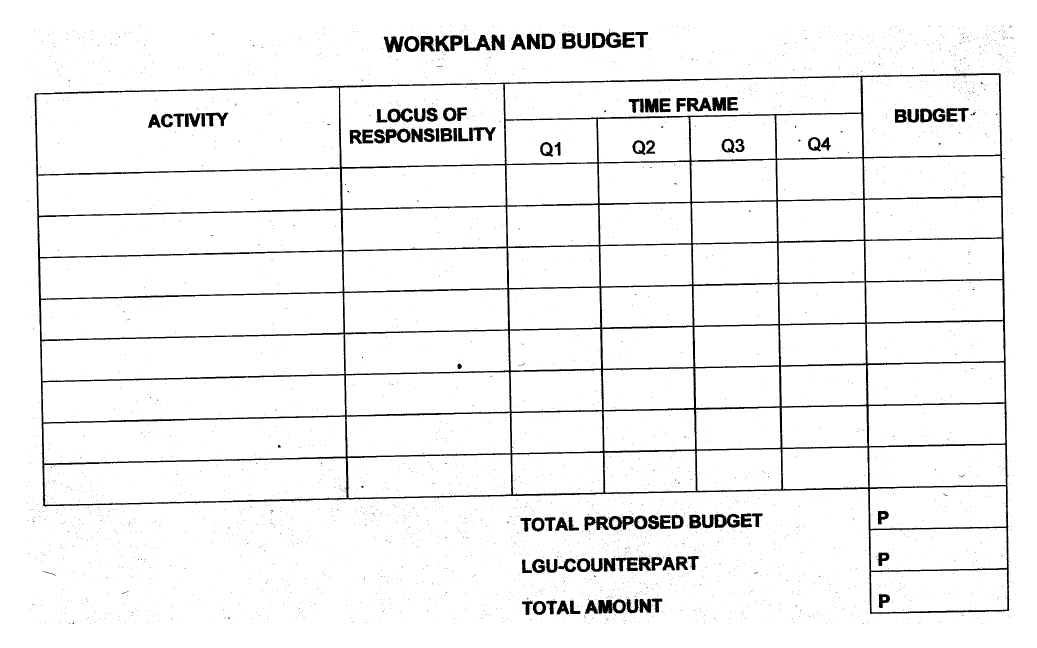 WORKPLAN AND BUDGET
ACTIVITY
LOCUS OF
RESPONSIBILITY
TIME FRAME
BUDGET
Q1 Q2 Q3 Q4
TOTAL PROPOSED BUDGET P
LGU-COUNTERPART P
TOTAL AMOUNT P